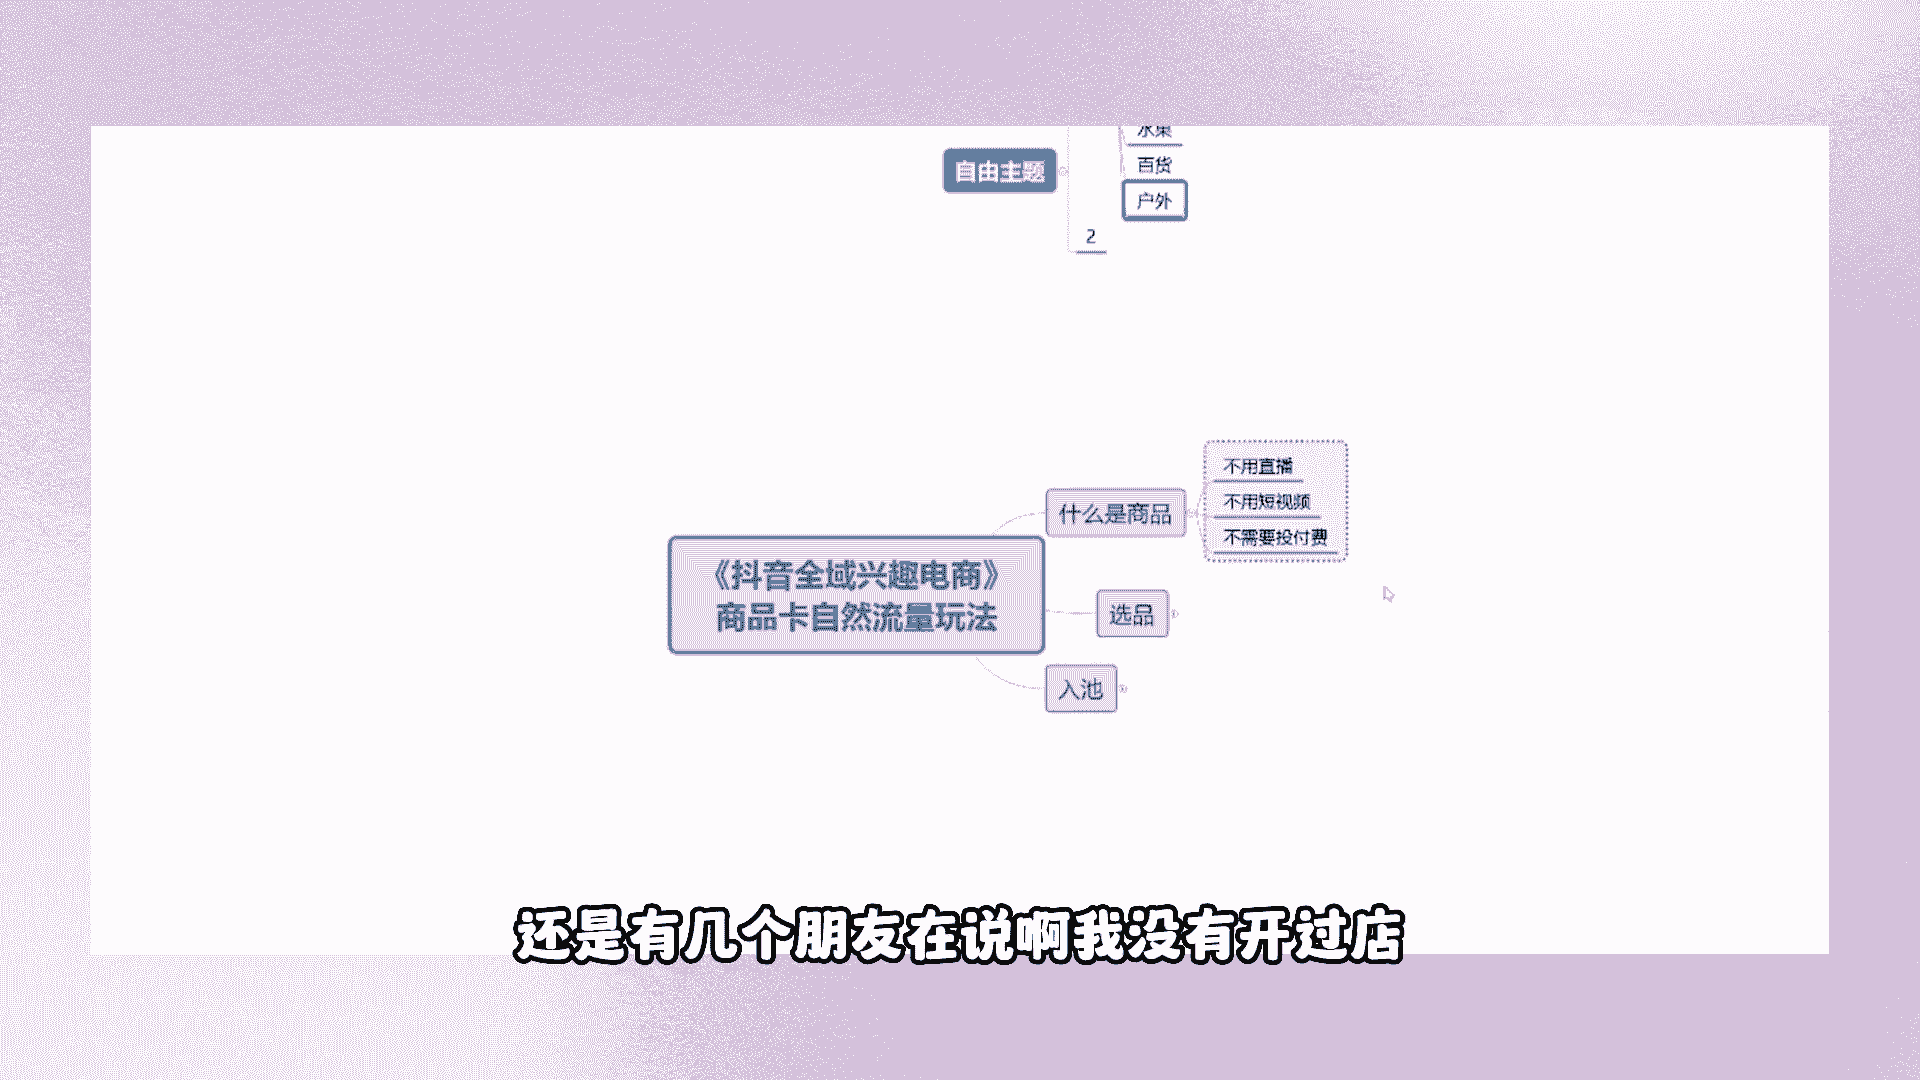 水果
百货
自由主题
户外
2
不用直播
不用短视频
不需要投付费
什么是商品
《抖音全域兴趣电商》
商品卡自然流量玩法
选品
入池
还是有几个朋友在说啊我没有开过店